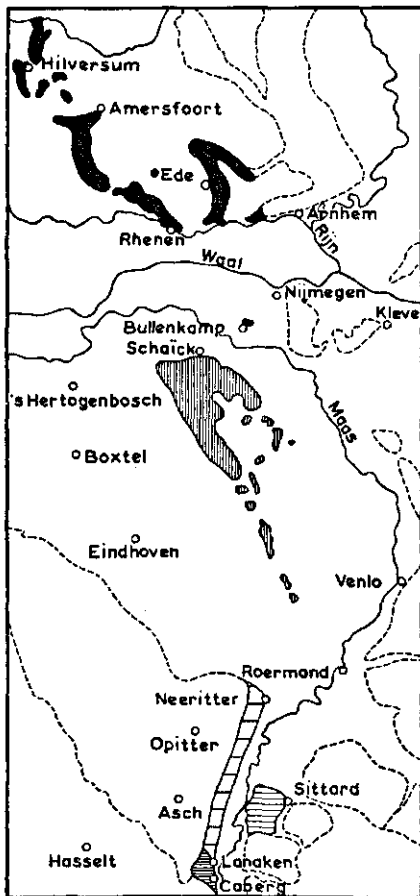 Hilversum
Amersfoort
Ede
Arnhem
Rhenen
Rijn
Waal
Nijmegen
Kleve
Bullenkamp
Schaïck
's Hertogenbosch
Maas
Boxtel
Eindhoven
Venlo
Roermond
Neeritter
Opitter
Sittard
Asch
Hasselt
Lanaken
Caberg